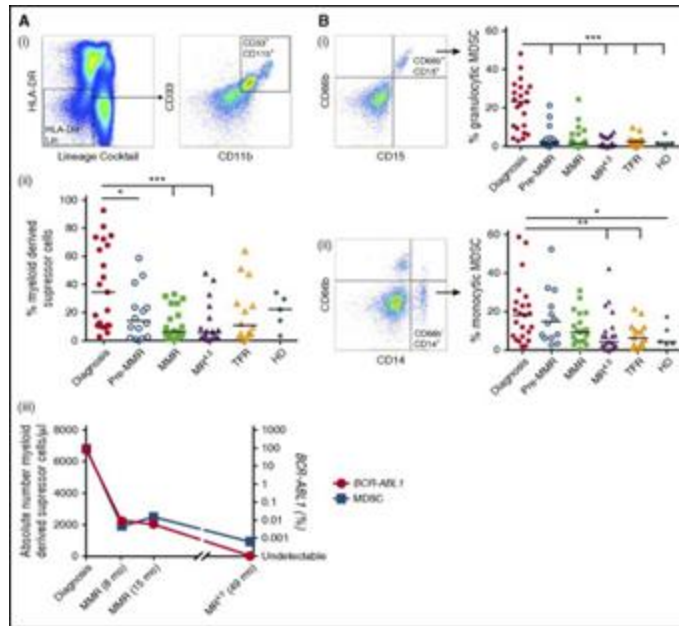 A
B
(i)
CD33+
CD11b+
HLA-DR
CD33
HLA-DR-
Lin-
Lineage Cocktail
CD11b
(i)
CD66b+
CD15+
CD66b
CD15
% granulocytic MDSC
60
40
20
0
***
Diagnosis
Pre-MMR
MMR
MR4.5
TFR
HD
(ii)
% myeloid derived
supressor cells
100
80
60
40
20
0
***
*
Diagnosis
Pre-MMR
MMR
MR4.5
TFR
HD
(ii)
CD66b
CD14
CD66b-
CD14+
% monocytic MDSC
80
60
40
20
0
*
**
Diagnosis
Pre-MMR
MMR
MR4.5
TFR
HD
(iii)
Absolute number myeloid
derived supressor cells/µl
8000
6000
4000
2000
0
100
100
10
1
0.1
0.01
0.001
Undetectable
BCR-ABL1 (%)
Diagnosis
MMR (8 mo)
MMR (15 mo)
MR4.5 (49 mo)
BCR-ABL1
MDSC